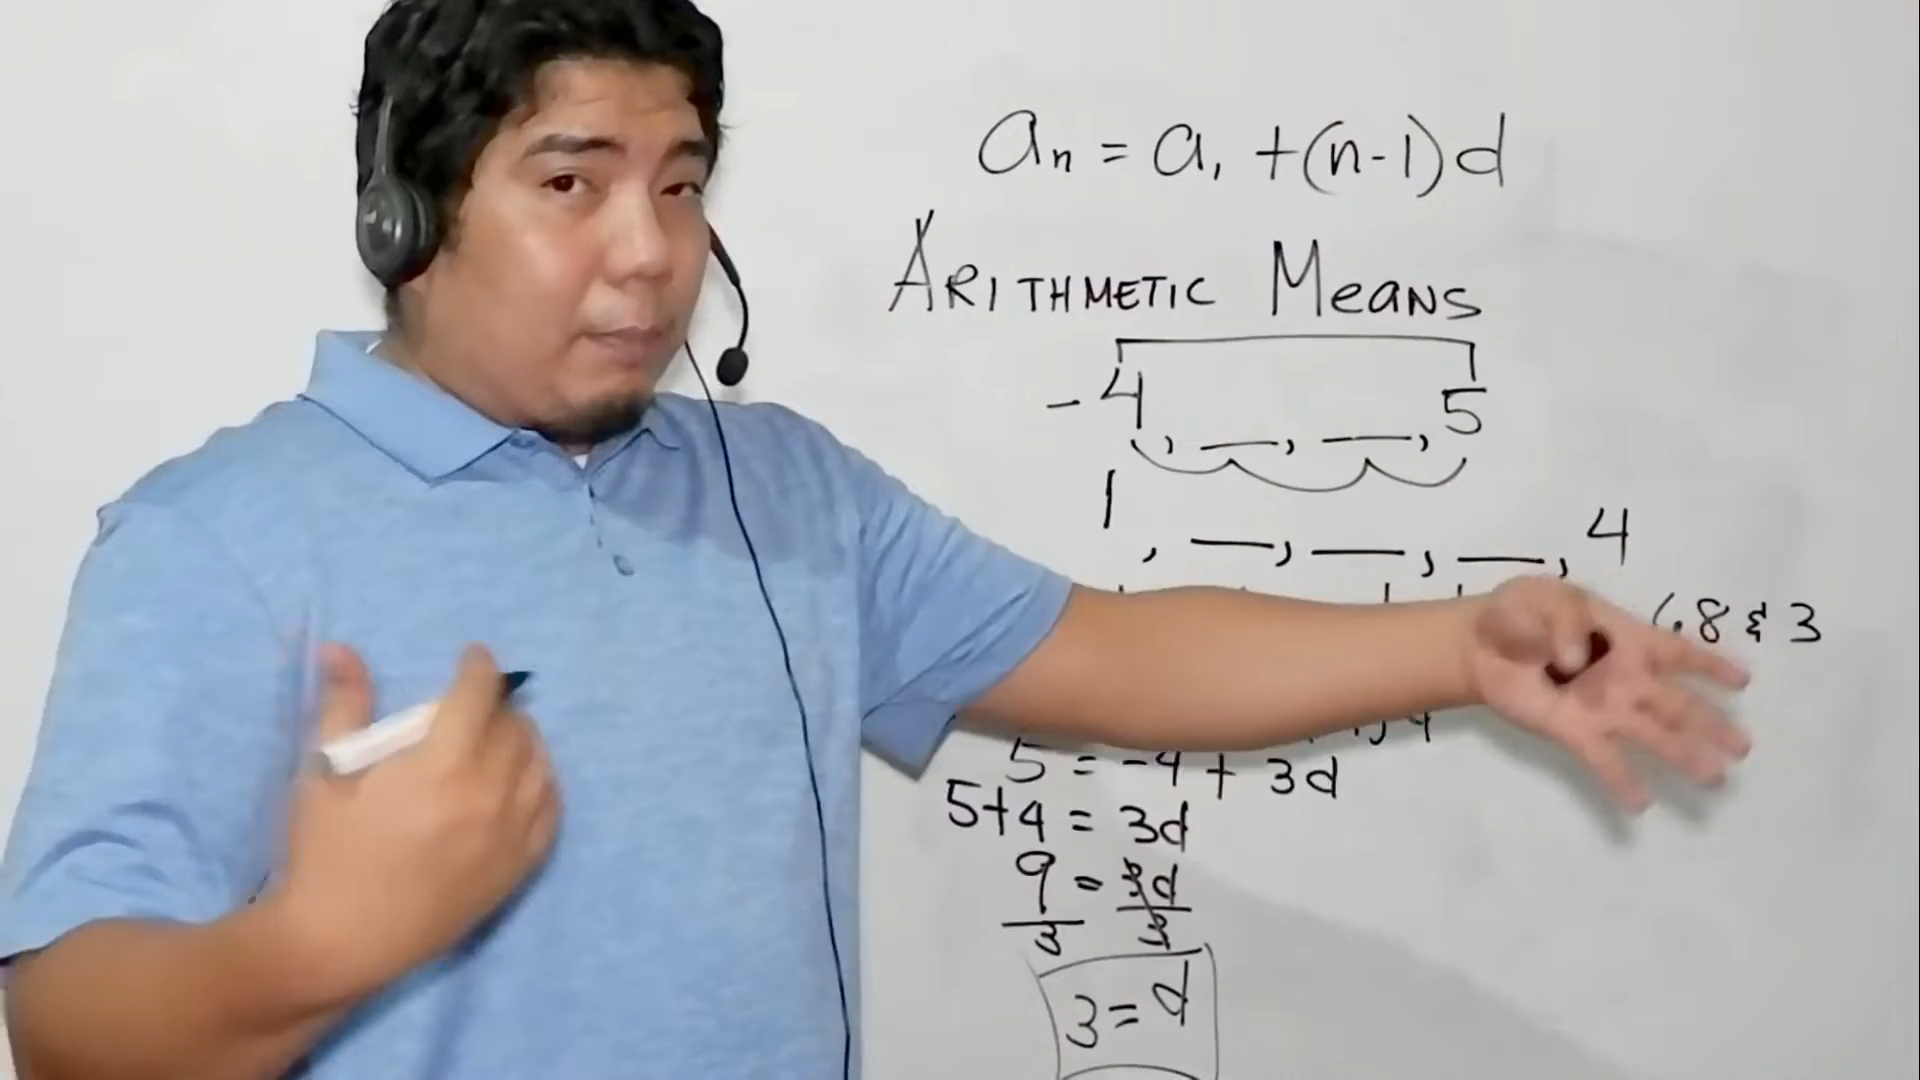 an = a1 + (n-1)d
ARITHMETIC MeaNS
-4, __, __, 5
1, __, __, __, 4
8 & 3
5 = -4 + 3d
5+4 = 3d
9/3 = 3d/3
3 = d